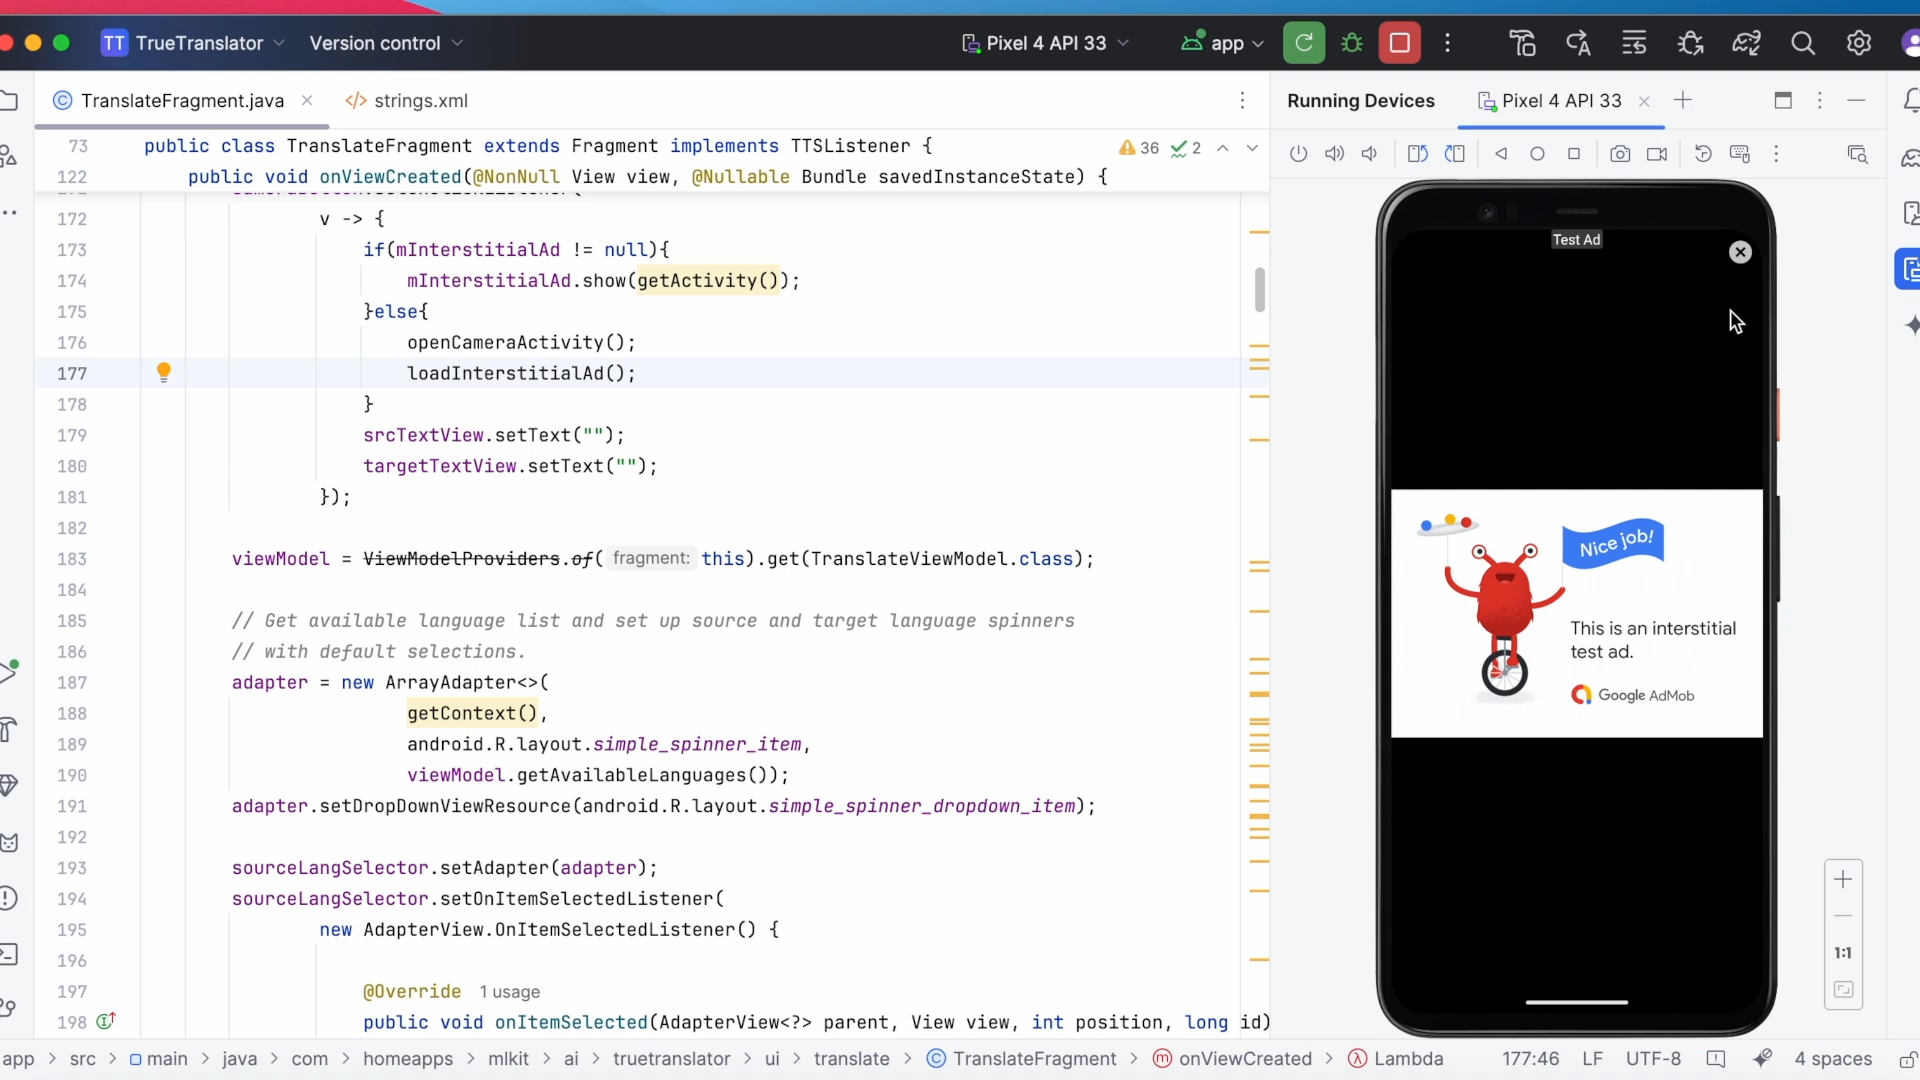 TT TrueTranslator Version control Pixel 4 API 33 app
TranslateFragment.java strings.xml Running Devices Pixel 4 API 33
73 public class TranslateFragment extends Fragment implements TTSListener { 36 2
122 public void onViewCreated(@NonNull View view, @Nullable Bundle savedInstanceState) {
172 v -> {
173 if(mInterstitialAd != null){
174 mInterstitialAd.show(getActivity());
175 }else{
176 openCameraActivity();
177 loadInterstitialAd();
178 }
179 srcTextView.setText("");
180 targetTextView.setText("");
181 });
182
183 viewModel = ViewModelProviders.of( fragment: this).get(TranslateViewModel.class);
184
185 // Get available language list and set up source and target language spinners
186 // with default selections.
187 adapter = new ArrayAdapter<>(
188 getContext(),
189 android.R.layout.simple_spinner_item,
190 viewModel.getAvailableLanguages());
191 adapter.setDropDownViewResource(android.R.layout.simple_spinner_dropdown_item);
192
193 sourceLangSelector.setAdapter(adapter);
194 sourceLangSelector.setOnItemSelectedListener(
195 new AdapterView.OnItemSelectedListener() {
196
197 @Override 1 usage
198 public void onItemSelected(AdapterView<?> parent, View view, int position, long id)
Test Ad
Nice job!
This is an interstitial
test ad.
Google AdMob
1:1
app > src > main > java > com > homeapps > mlkit > ai > truetranslator > ui > translate > TranslateFragment > onViewCreated > Lambda 177:46 LF UTF-8 4 spaces